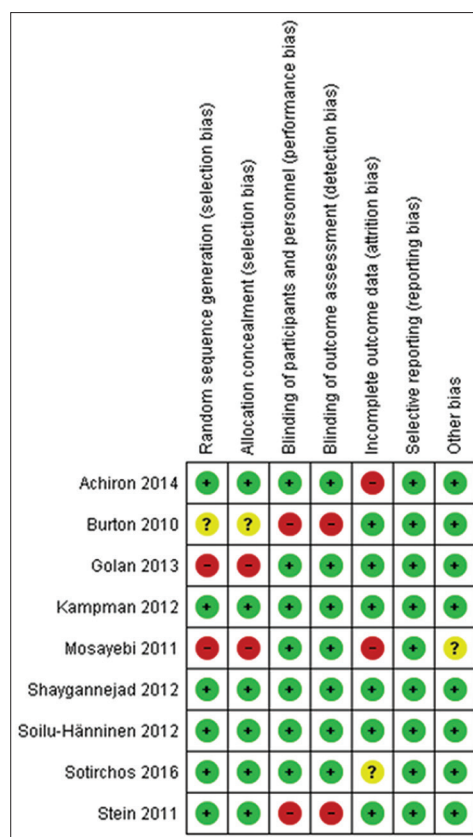 Random sequence generation (selection bias)
Allocation concealment (selection bias)
Blinding of participants and personnel (performance bias)
Blinding of outcome assessment (detection bias)
Incomplete outcome data (attrition bias)
Selective reporting (reporting bias)
Other bias
Achiron 2014 + + + + - + +
Burton 2010 ? ? - - + + +
Golan 2013 - - + + + + +
Kampman 2012 + + + + + + +
Mosayebi 2011 - - + + - + ?
Shaygannejad 2012 + + + + + + +
Soilu-Hänninen 2012 + + + + + + +
Sotirchos 2016 + + + + ? + +
Stein 2011 + + - - + + +